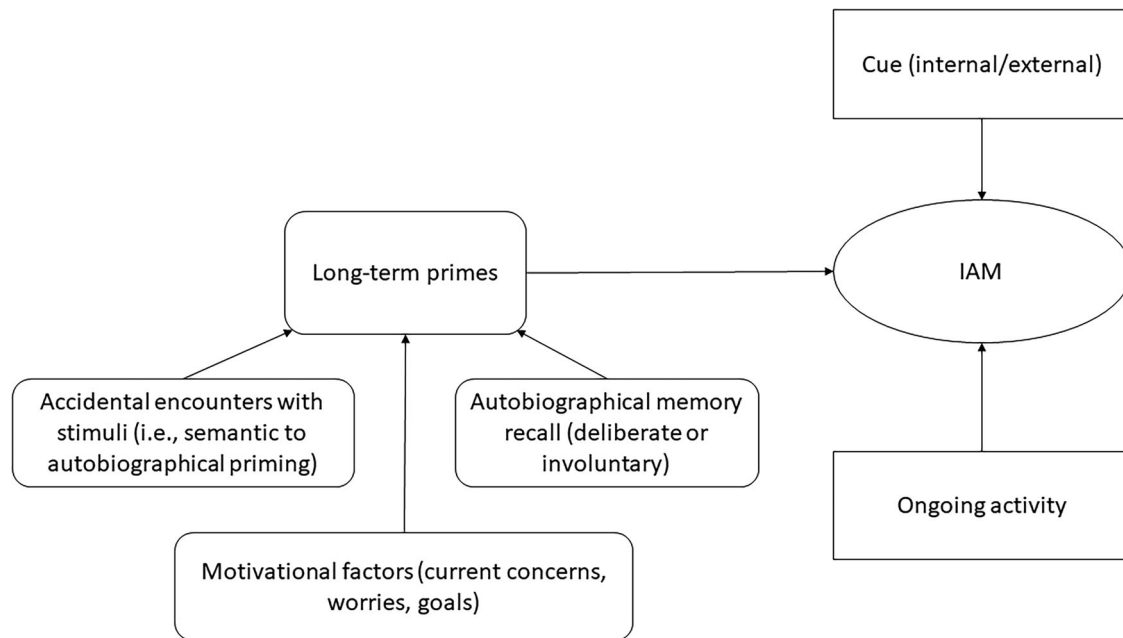 Cue (internal/external)
Long-term primes
IAM
Accidental encounters with
stimuli (i.e., semantic to
autobiographical priming)
Autobiographical memory
recall (deliberate or
involuntary)
Ongoing activity
Motivational factors (current concerns,
worries, goals)